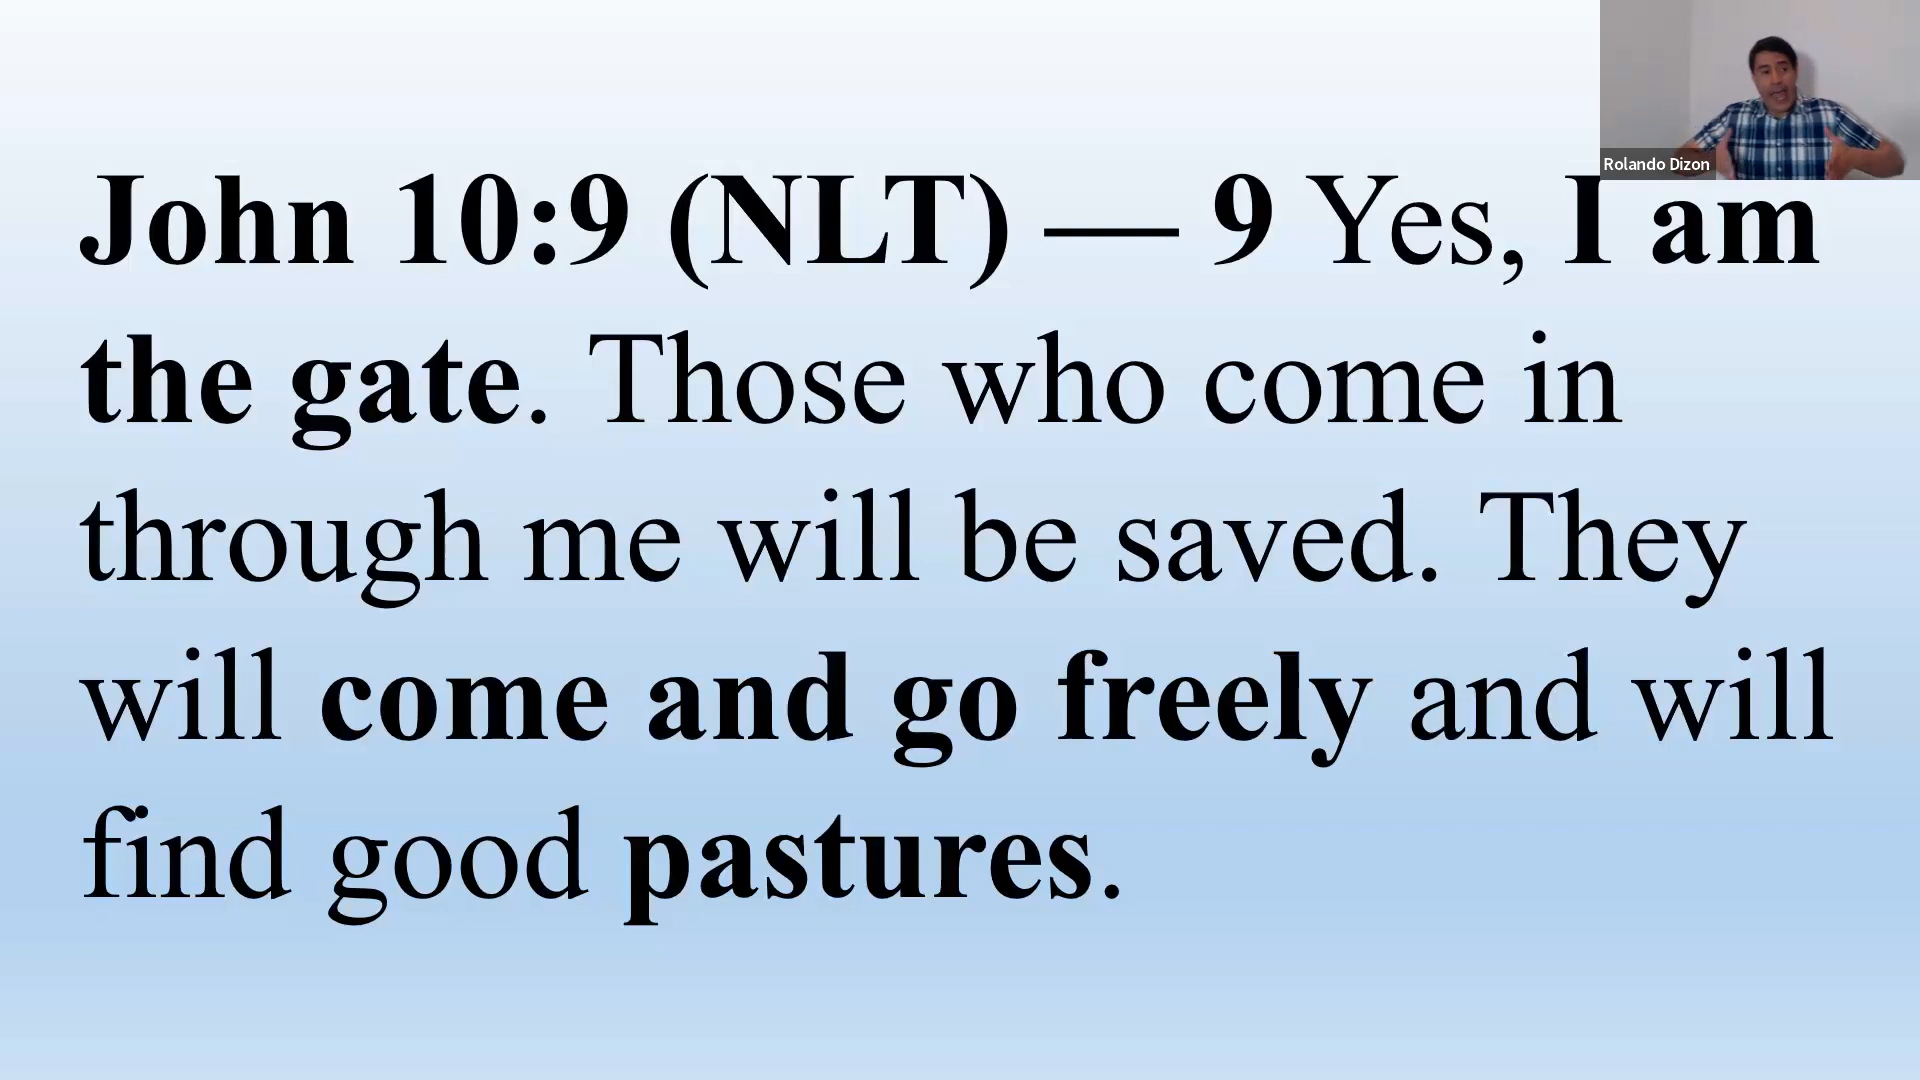 Rolando Dizon
John 10:9 (NLT) — 9 Yes, I am
the gate. Those who come in
through me will be saved. They
will come and go freely and will
find good pastures.